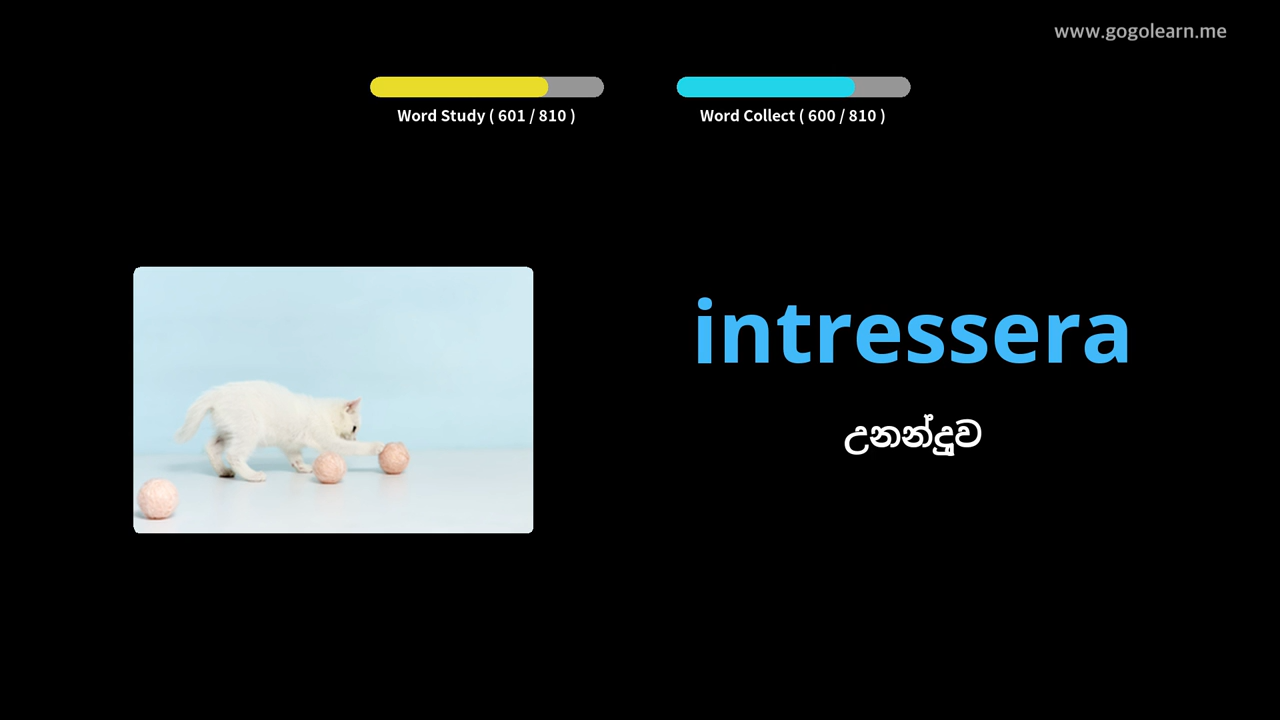 www.gogolearn.me
Word Study ( 601 / 810 )
Word Collect ( 600 / 810 )
intressera
උනන්දුව